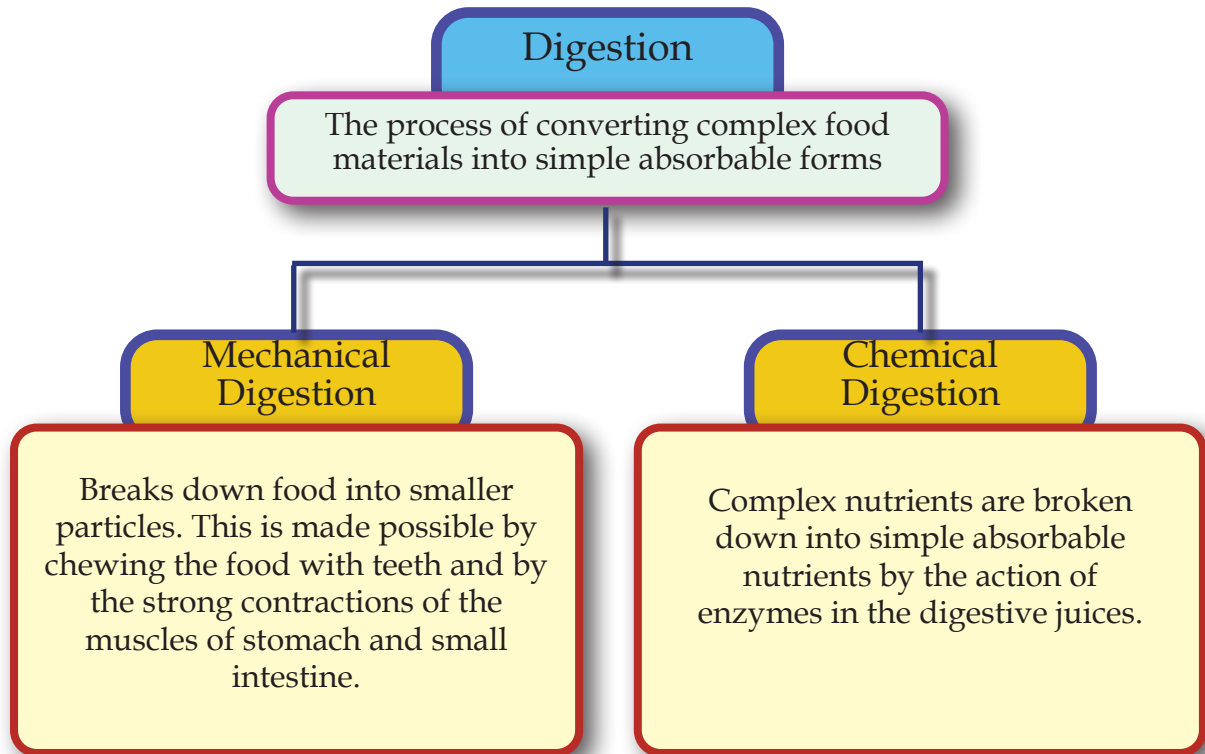 Digestion
The process of converting complex food
materials into simple absorbable forms
Mechanical
Digestion
Breaks down food into smaller
particles. This is made possible by
chewing the food with teeth and by
the strong contractions of the
muscles of stomach and small
intestine.
Chemical
Digestion
Complex nutrients are broken
down into simple absorbable
nutrients by the action of
enzymes in the digestive juices.